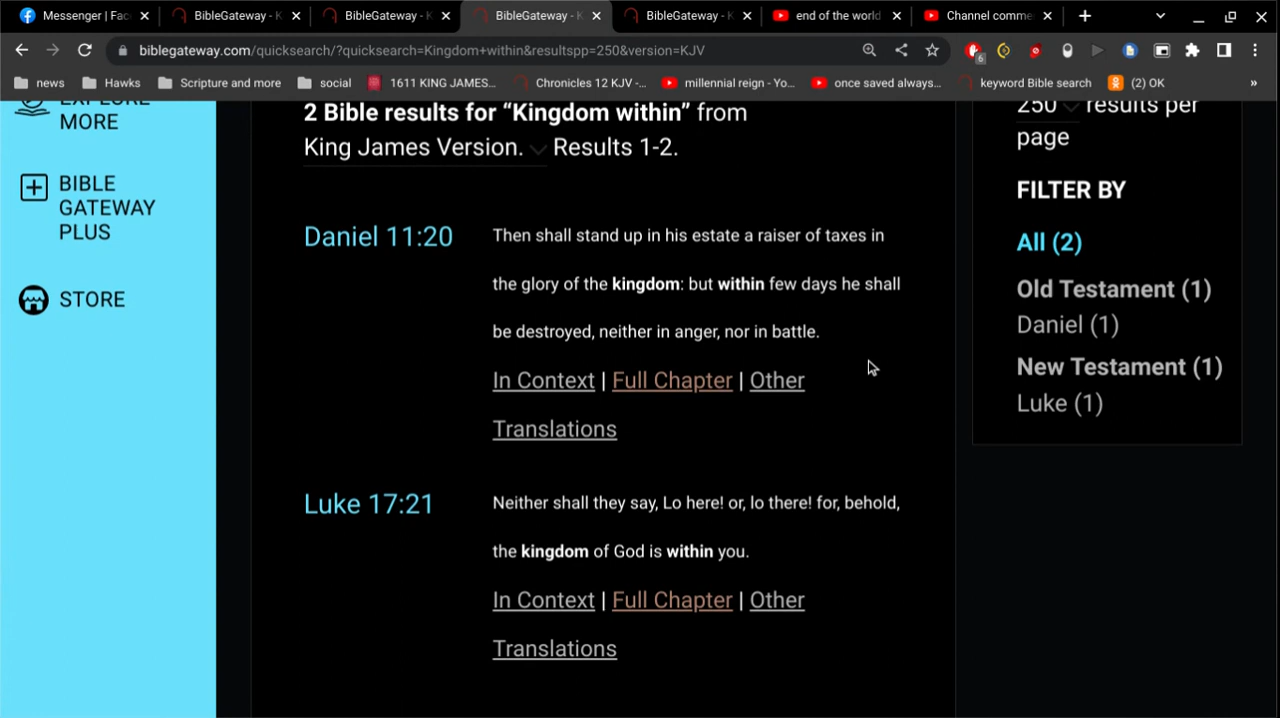 Messenger | Fac
BibleGateway - K
BibleGateway - K
BibleGateway - K
BibleGateway - K
end of the world
Channel comme
biblegateway.com/quicksearch/?quicksearch=Kingdom+within&resultspp=250&version=KJV
6
news
Hawks
Scripture and more
social
1611 KING JAMES...
Chronicles 12 KJV -...
millennial reign - Yo...
once saved always...
keyword Bible search
(2) OK
»
EXPLORE
MORE
BIBLE
GATEWAY
PLUS
STORE
2 Bible results for “Kingdom within” from
King James Version. Results 1-2.
Daniel 11:20
Then shall stand up in his estate a raiser of taxes in
the glory of the kingdom: but within few days he shall
be destroyed, neither in anger, nor in battle.
In Context | Full Chapter | Other
Translations
Luke 17:21
Neither shall they say, Lo here! or, lo there! for, behold,
the kingdom of God is within you.
In Context | Full Chapter | Other
Translations
250 results per
page
FILTER BY
All (2)
Old Testament (1)
Daniel (1)
New Testament (1)
Luke (1)